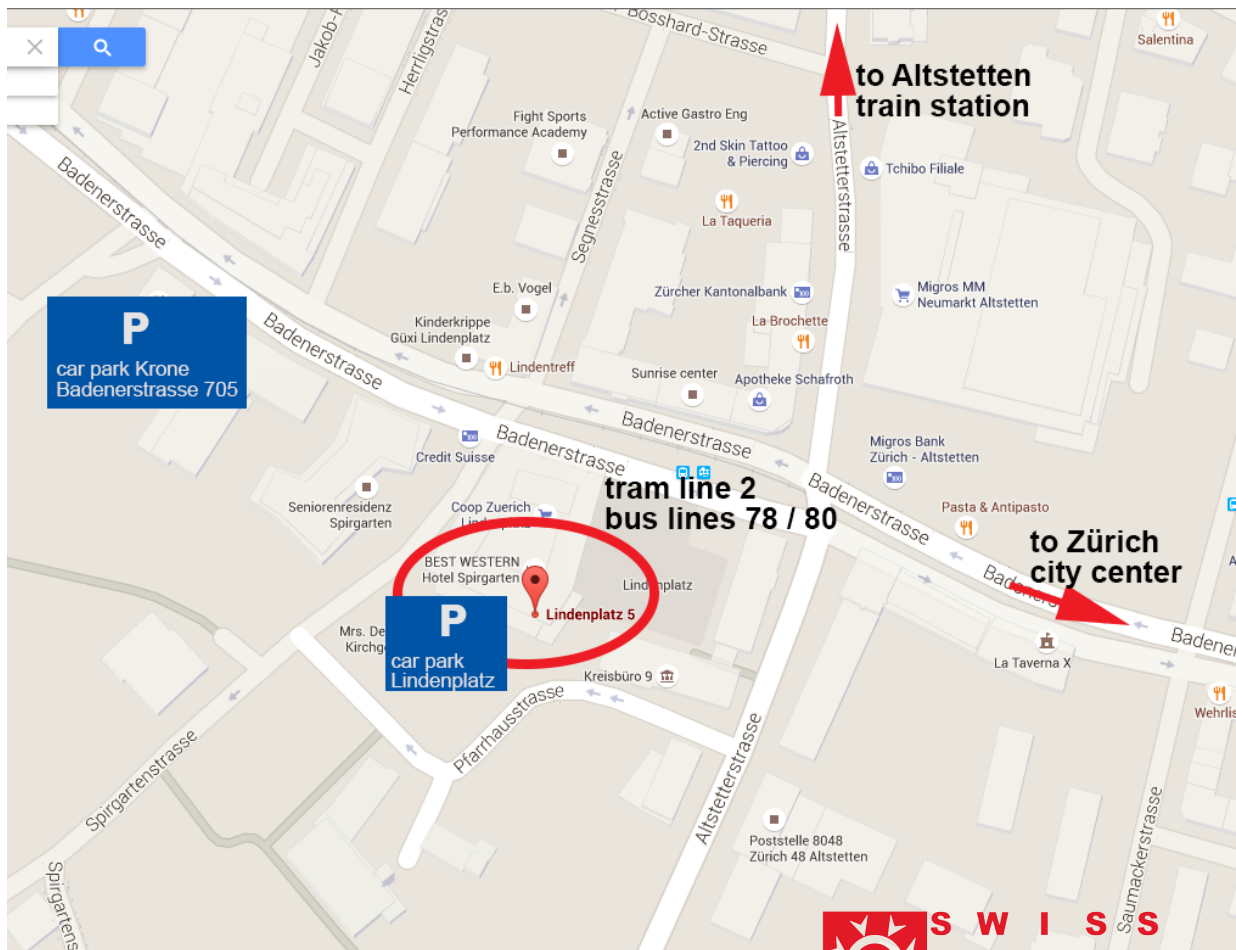 Jakob-
Herrligstrasse
Bosshard-Strasse
to Altstetten
train station
Salentina
Fight Sports
Performance Academy
Active Gastro Eng
2nd Skin Tattoo
& Piercing
Tchibo Filiale
Altstetterstrasse
La Taqueria
Segnesstrasse
Badenerstrasse
E.b. Vogel
Zürcher Kantonalbank
Migros MM
Neumarkt Altstetten
P
car park Krone
Badenerstrasse 705
Badenerstrasse
Kinderkrippe
Güxi Lindenplatz
La Brochette
Lindentreff
Sunrise center
Apotheke Schafroth
Badenerstrasse
Badenerstrasse
Credit Suisse
Migros Bank
Zürich - Altstetten
Seniorenresidenz
Spirgarten
Coop Zuerich
tram line 2
bus lines 78 / 80
Badenerstrasse
Pasta & Antipasto
to Zürich
city center
BEST WESTERN
Hotel Spirgarten
Lindenplatz
Lindenplatz 5
P
car park
Lindenplatz
Mrs.
Kreisbüro 9
La Taverna X
Pfarrhausstrasse
Altstetterstrasse
Spirgartenstrasse
Poststelle 8048
Zürich 48 Altstetten
Saumackerstrasse
SWISS